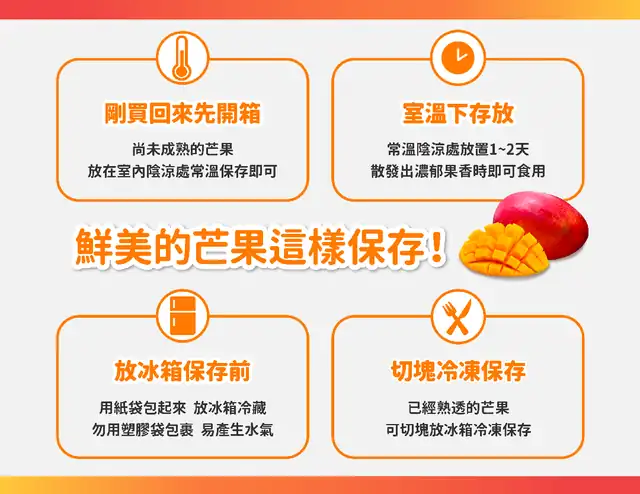 剛買回來先開箱
尚未成熟的芒果
放在室內陰涼處常溫保存即可
室溫下存放
常溫陰涼處放置1~2天
散發出濃郁果香時即可食用
鮮美的芒果這樣保存！
放冰箱保存前
用紙袋包起來 放冰箱冷藏
勿用塑膠袋包裹 易產生水氣
切塊冷凍保存
已經熟透的芒果
可切塊放冰箱冷凍保存